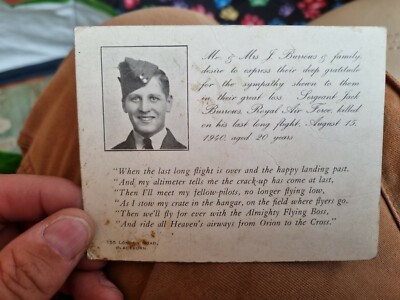 Mr. & Mrs J. Burrows & family
desire to express their deep gratitude
for the sympathy shown to them
in their great loss. Sergeant Jack
Burrows, Royal Air Force, killed
on his last long flight, August 15,
1940, aged 20 years
"When the last long flight is over and the happy landing past.
"And my altimeter tells me the crack-up has come at last,
"Then I'll meet my fellow-pilots, no longer flying low,
"As I stow my crate in the hangar, on the field where flyers go.
"Then we'll fly for ever with the Almighty Flying Boss,
"And side all Heaven's airways from Orion to the Cross."